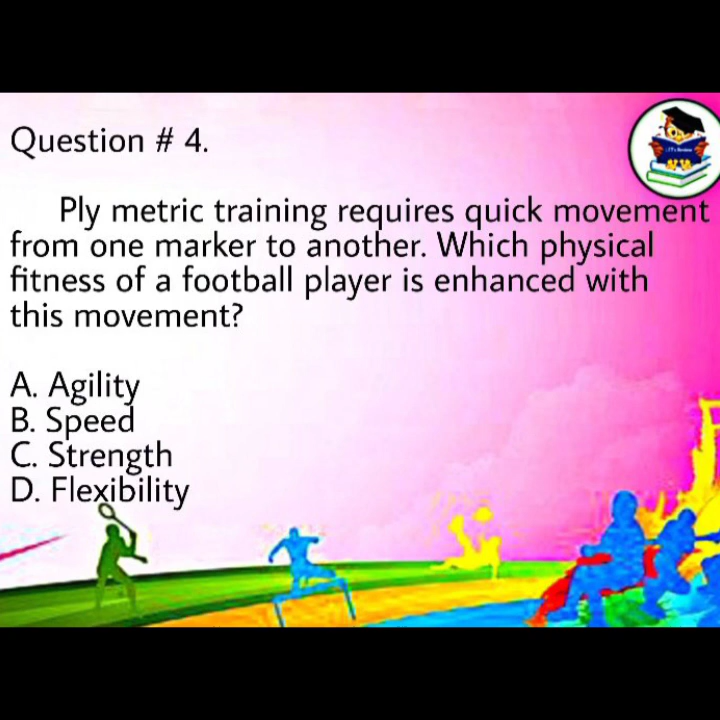 Question # 4.
Ply metric training requires quick movement
from one marker to another. Which physical
fitness of a football player is enhanced with
this movement?
A. Agility
B. Speed
C. Strength
D. Flexibility